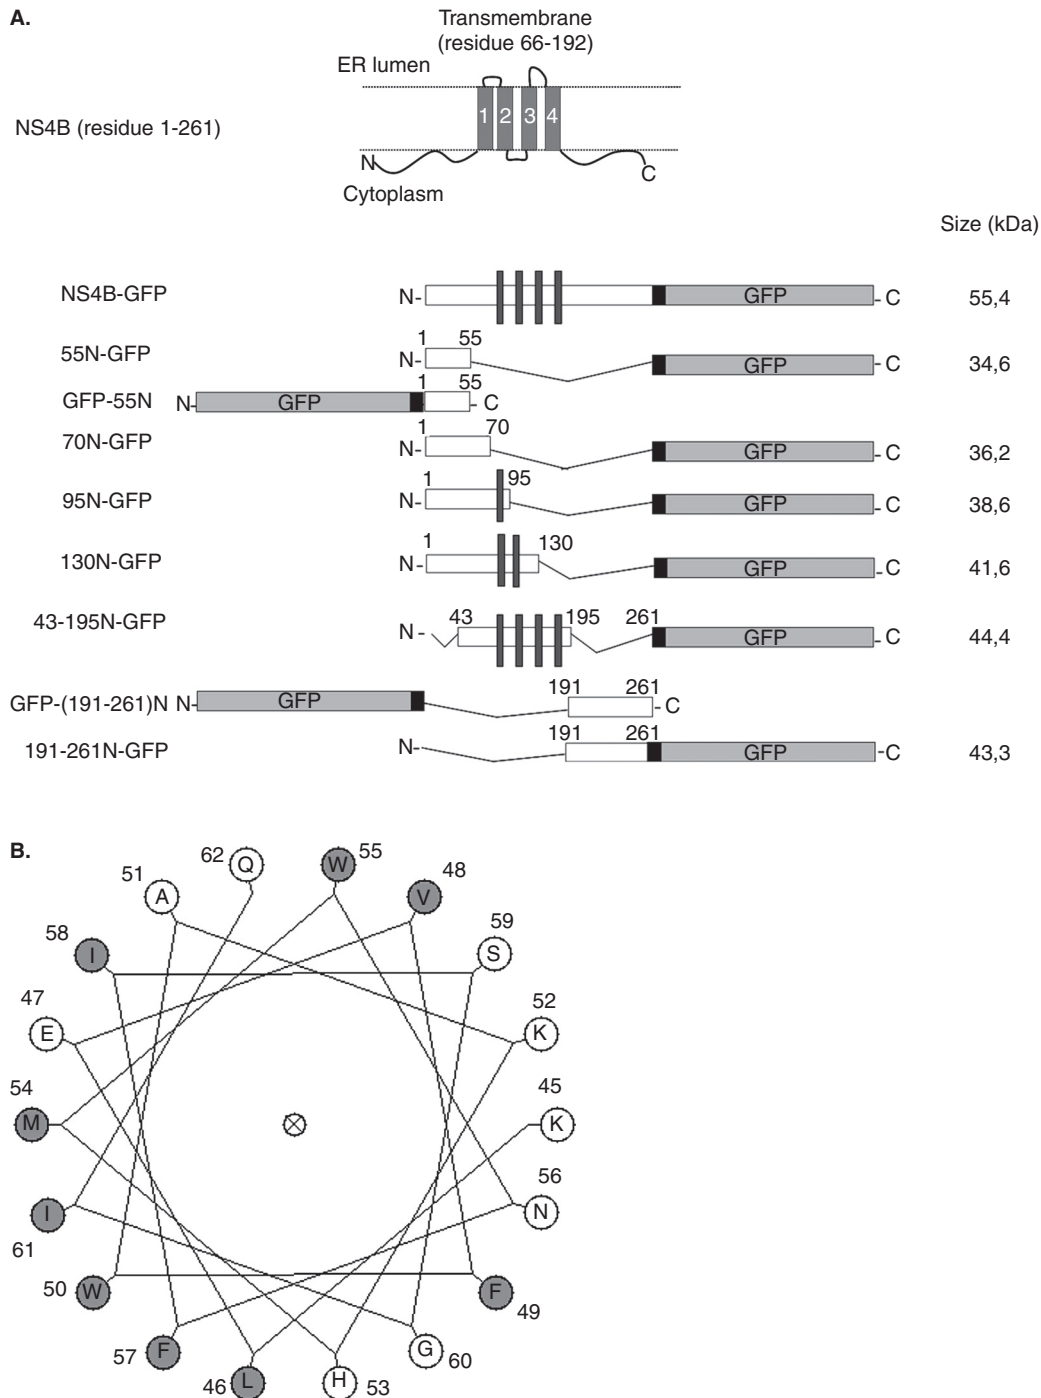 A.
Transmembrane
(residue 66-192)
ER lumen
1 2 3 4
NS4B (residue 1-261)
N
C
Cytoplasm
Size (kDa)
NS4B-GFP N- GFP -C 55,4
1 55
55N-GFP N- GFP -C 34,6
1 55
GFP-55N N- GFP -C
1 70
70N-GFP N- GFP -C 36,2
1 95
95N-GFP N- GFP -C 38,6
1 130
130N-GFP N- GFP -C 41,6
43 195 261
43-195N-GFP N- GFP -C 44,4
191 261
GFP-(191-261)N N- GFP -C
191 261
191-261N-GFP N- GFP -C 43,3
B.
62 Q
W 55
51 A
V 48
58 I
59 S
47 E
52 K
54 M
45 K
I 61
56 N
50 W
F 49
57 F
G 60
46 L
H 53